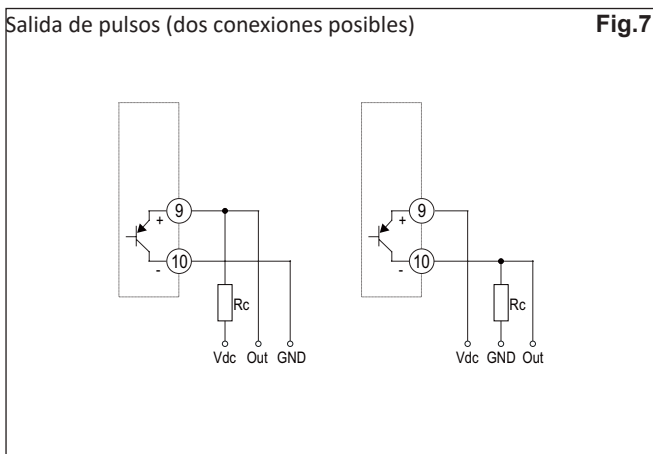 Salida de pulsos (dos conexiones posibles) Fig.7
+ 9
- 10
Rc
Vdc Out GND
+ 9
- 10
Rc
Vdc GND Out